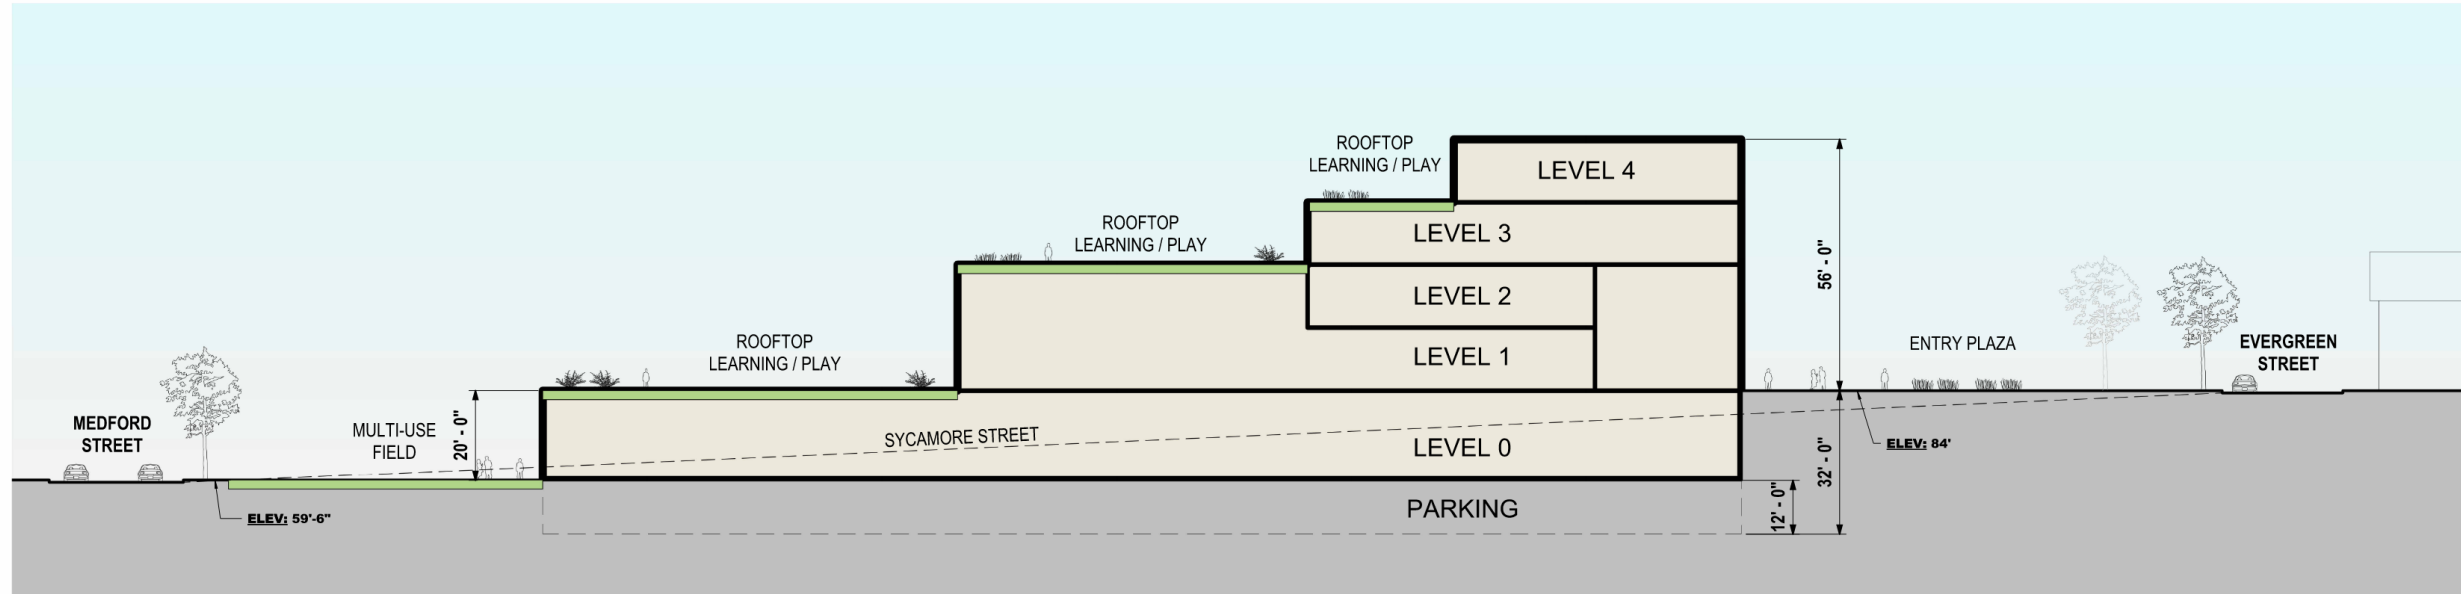 ROOFTOP
LEARNING / PLAY
LEVEL 4
ROOFTOP
LEARNING / PLAY
LEVEL 3
56' - 0"
LEVEL 2
ROOFTOP
LEARNING / PLAY
LEVEL 1
ENTRY PLAZA
EVERGREEN
STREET
MEDFORD
STREET
MULTI-USE
FIELD
20' - 0"
SYCAMORE STREET
LEVEL 0
ELEV: 84'
32' - 0"
PARKING
12' - 0"
ELEV: 59'-6"